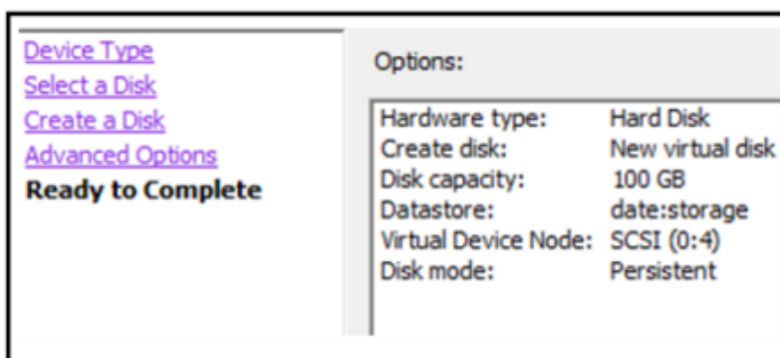 Device Type
Select a Disk
Create a Disk
Advanced Options
Ready to Complete
Options:
Hardware type: Hard Disk
Create disk: New virtual disk
Disk capacity: 100 GB
Datastore: date:storage
Virtual Device Node: SCSI (0:4)
Disk mode: Persistent